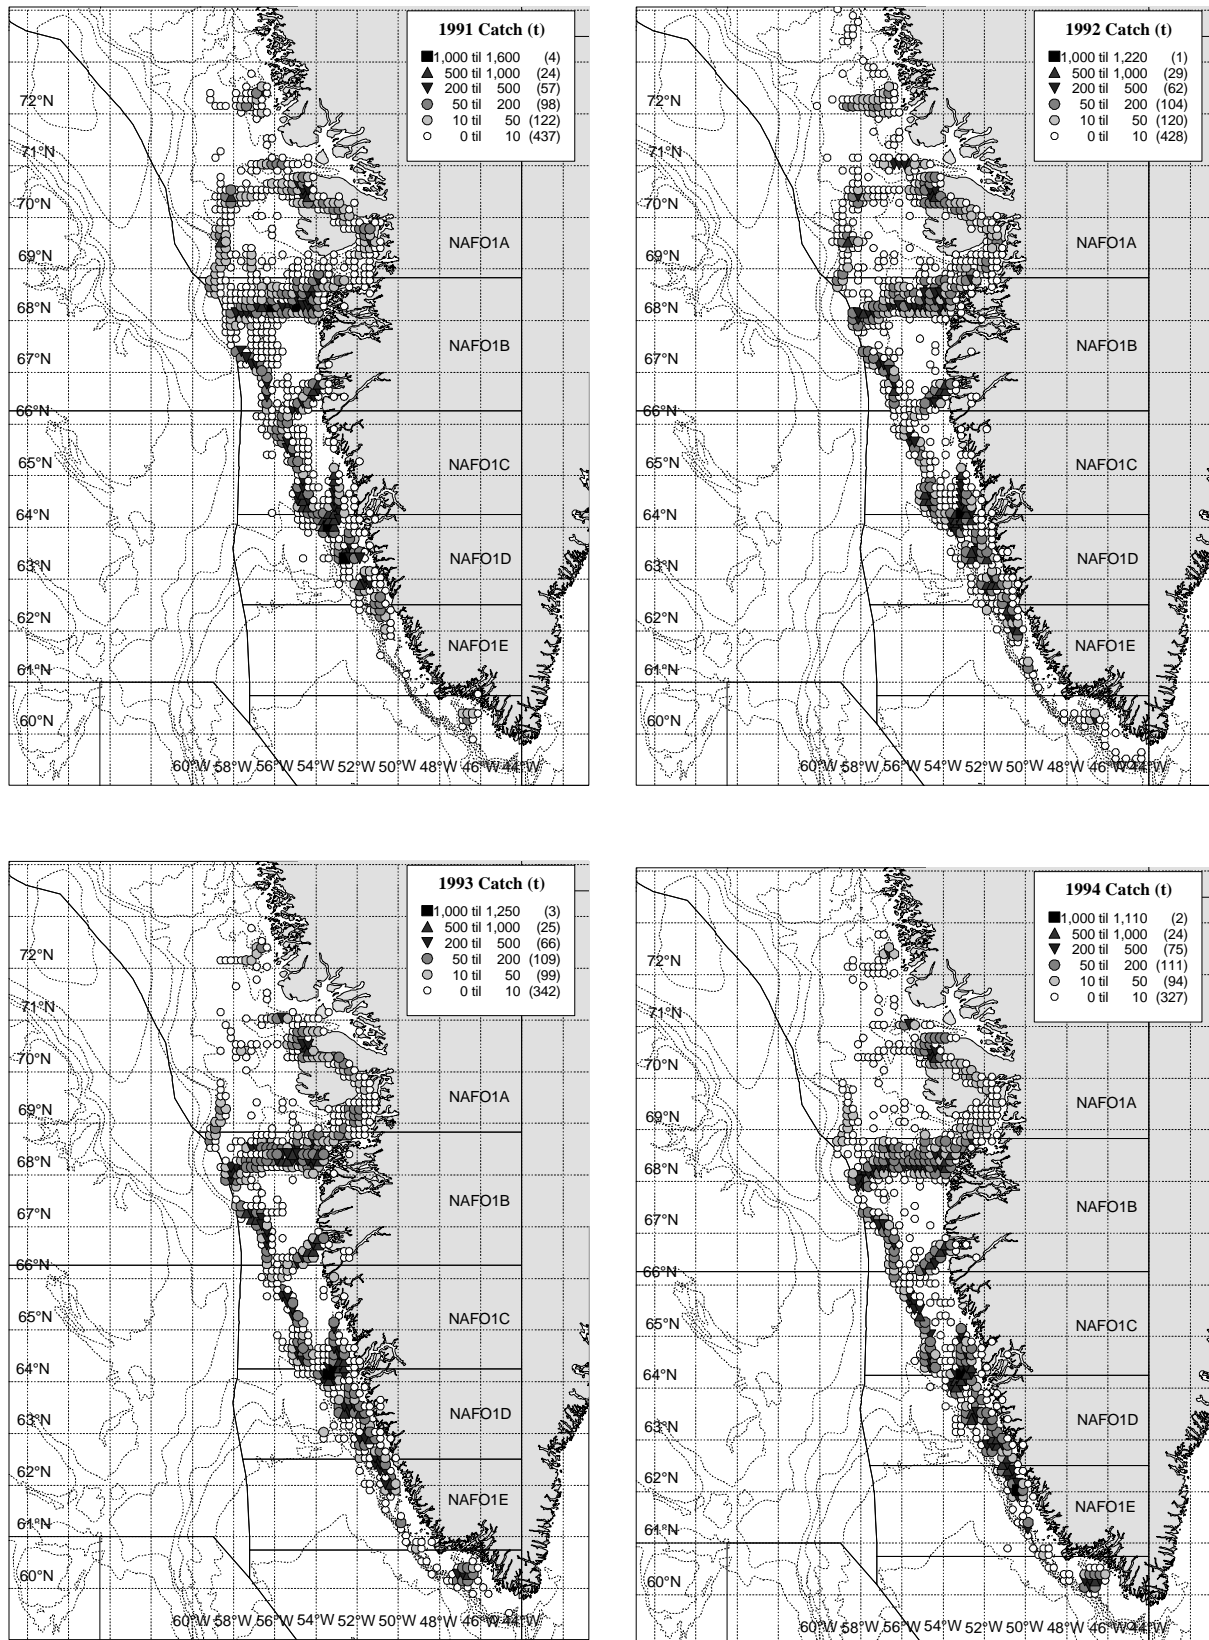 1991 Catch (t)
1,000 til 1,600 (4)
500 til 1,000 (24)
200 til 500 (57)
50 til 200 (98)
10 til 50 (122)
0 til 10 (437)
72°N
71°N
70°N
69°N
68°N
67°N
66°N
65°N
64°N
63°N
62°N
61°N
60°N
NAFO1A
NAFO1B
NAFO1C
NAFO1D
NAFO1E
60°W 58°W 56°W 54°W 52°W 50°W 48°W 46°W 44°W
1992 Catch (t)
1,000 til 1,220 (1)
500 til 1,000 (29)
200 til 500 (62)
50 til 200 (104)
10 til 50 (120)
0 til 10 (428)
72°N
71°N
70°N
69°N
68°N
67°N
66°N
65°N
64°N
63°N
62°N
61°N
60°N
NAFO1A
NAFO1B
NAFO1C
NAFO1D
NAFO1E
60°W 58°W 56°W 54°W 52°W 50°W 48°W 46°W 44°W
1993 Catch (t)
1,000 til 1,250 (3)
500 til 1,000 (25)
200 til 500 (66)
50 til 200 (109)
10 til 50 (99)
0 til 10 (342)
72°N
71°N
70°N
69°N
68°N
67°N
66°N
65°N
64°N
63°N
62°N
61°N
60°N
NAFO1A
NAFO1B
NAFO1C
NAFO1D
NAFO1E
60°W 58°W 56°W 54°W 52°W 50°W 48°W 46°W 44°W
1994 Catch (t)
1,000 til 1,110 (2)
500 til 1,000 (24)
200 til 500 (75)
50 til 200 (111)
10 til 50 (94)
0 til 10 (327)
72°N
71°N
70°N
69°N
68°N
67°N
66°N
65°N
64°N
63°N
62°N
61°N
60°N
NAFO1A
NAFO1B
NAFO1C
NAFO1D
NAFO1E
60°W 58°W 56°W 54°W 52°W 50°W 48°W 46°W 44°W